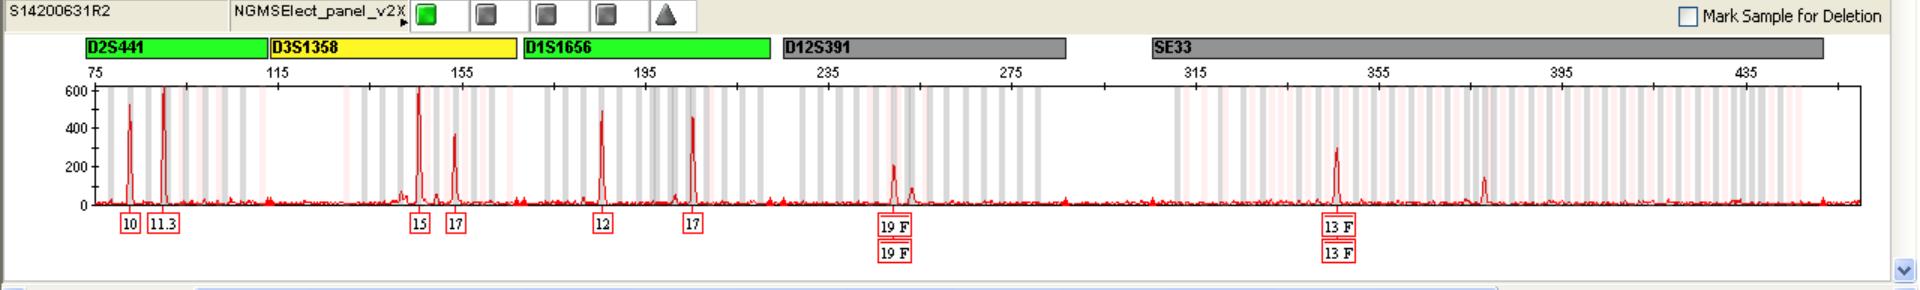 S14200631R2 NGMSElect_panel_v2X Mark Sample for Deletion
D2S441 D3S1358 D1S1656 D12S391 SE33
75 115 155 195 235 275 315 355 395 435
600
400
200
0
10 11.3 15 17 12 17 19 F 13 F
19 F 13 F